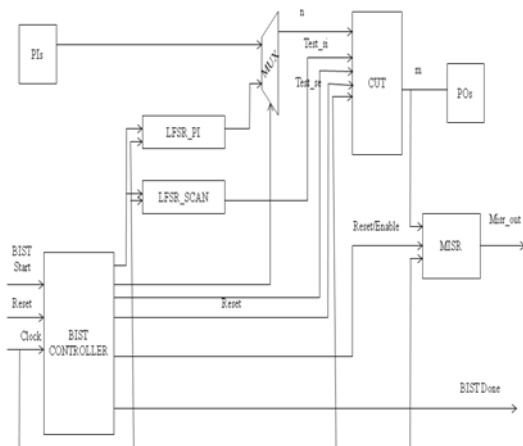 n
PIs
MUX
Test_si
Test_se
CUT
m
POs
LFSR_PI
LFSR_SCAN
Reset/Enable
Misr_out
MISR
BIST
Start
Reset
Reset
Clock
BIST
CONTROLLER
BIST Done